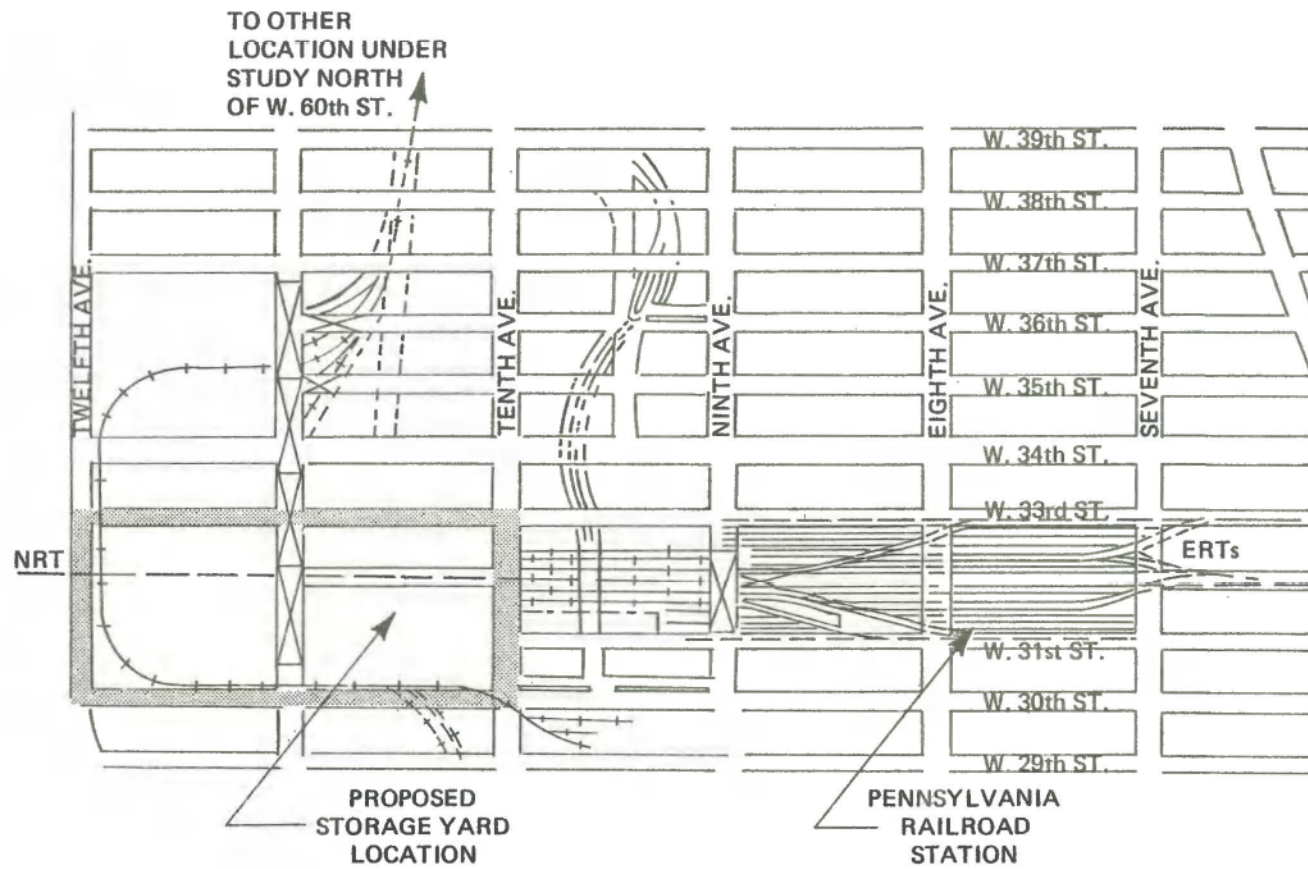 TO OTHER
LOCATION UNDER
STUDY NORTH
OF W. 60th ST.
W. 39th ST.
W. 38th ST.
W. 37th ST.
W. 36th ST.
W. 35th ST.
W. 34th ST.
W. 33rd ST.
W. 31st ST.
W. 30th ST.
W. 29th ST.
TWELFTH AVE.
TENTH AVE.
NINTH AVE.
EIGHTH AVE.
SEVENTH AVE.
NRT
ERTs
PROPOSED
STORAGE YARD
LOCATION
PENNSYLVANIA
RAILROAD
STATION